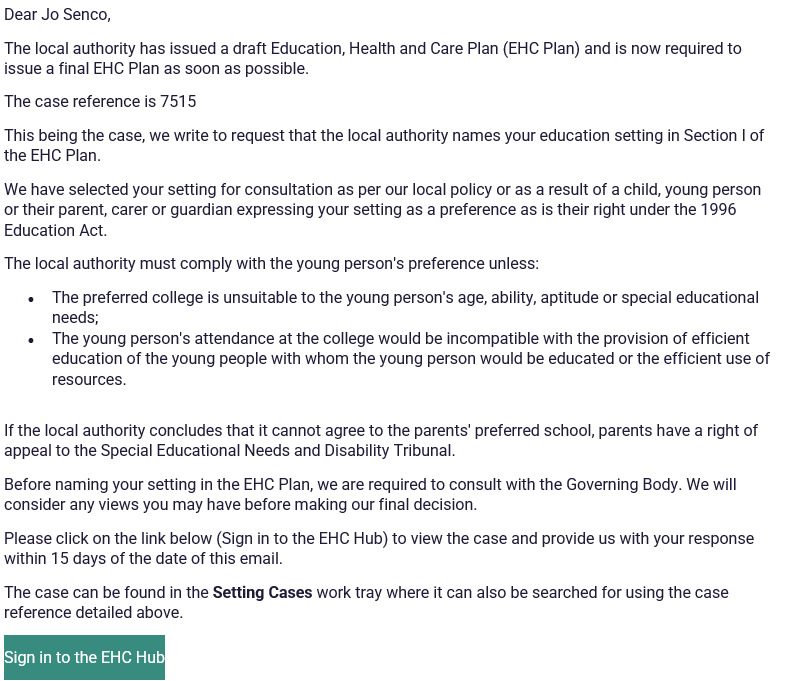 Dear Jo Senco,
The local authority has issued a draft Education, Health and Care Plan (EHC Plan) and is now required to
issue a final EHC Plan as soon as possible.
The case reference is 7515
This being the case, we write to request that the local authority names your education setting in Section I of
the EHC Plan.
We have selected your setting for consultation as per our local policy or as a result of a child, young person
or their parent, carer or guardian expressing your setting as a preference as is their right under the 1996
Education Act.
The local authority must comply with the young person's preference unless:
• The preferred college is unsuitable to the young person's age, ability, aptitude or special educational
needs;
• The young person's attendance at the college would be incompatible with the provision of efficient
education of the young people with whom the young person would be educated or the efficient use of
resources.
If the local authority concludes that it cannot agree to the parents' preferred school, parents have a right of
appeal to the Special Educational Needs and Disability Tribunal.
Before naming your setting in the EHC Plan, we are required to consult with the Governing Body. We will
consider any views you may have before making our final decision.
Please click on the link below (Sign in to the EHC Hub) to view the case and provide us with your response
within 15 days of the date of this email.
The case can be found in the Setting Cases work tray where it can also be searched for using the case
reference detailed above.
Sign in to the EHC Hub